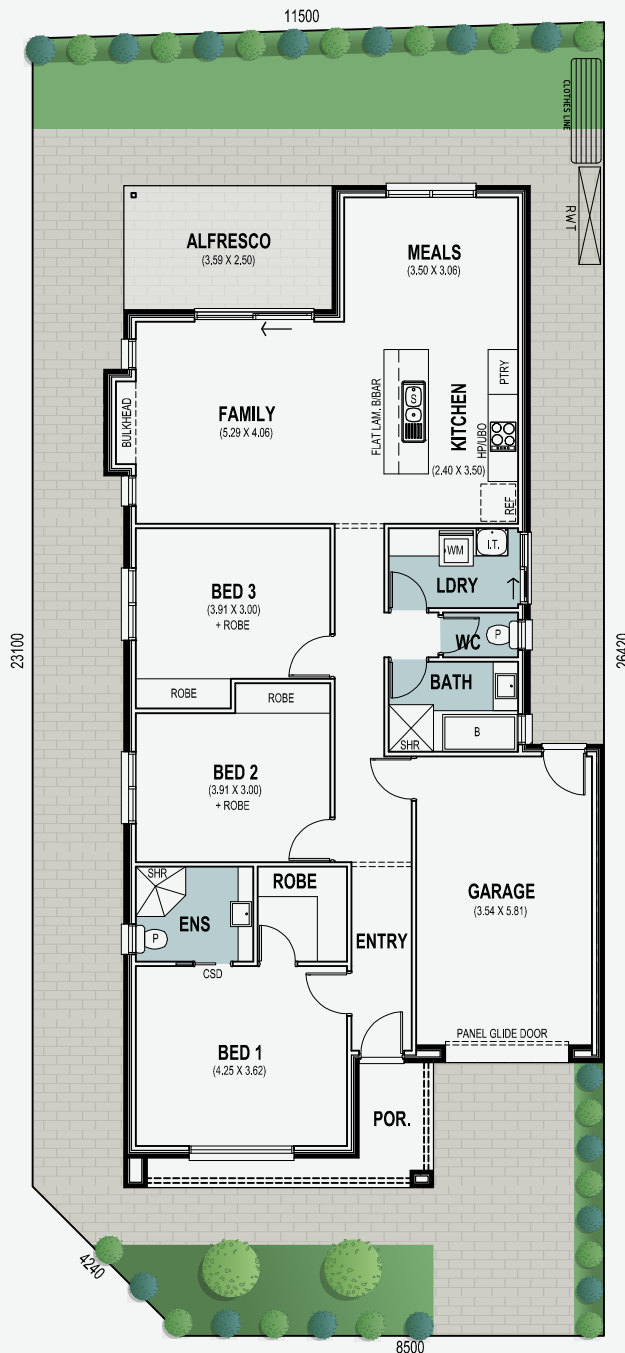 11500
CLOTHES LINE
RWT
ALFRESCO
(3.59 X 2.50)
MEALS
(3.50 X 3.06)
FAMILY
(5.29 X 4.06)
BULKHEAD
FLAT LAM. B/BAR
S
KITCHEN
(2.40 X 3.50)
HP/UBO
PTRY
REF
BED 3
(3.91 X 3.00)
+ ROBE
WM
I.T.
LDRY
WC
P
BATH
SHR
B
23100
26420
ROBE
ROBE
BED 2
(3.91 X 3.00)
+ ROBE
SHR
ENS
P
CSD
ROBE
ENTRY
GARAGE
(3.54 X 5.81)
PANEL GLIDE DOOR
BED 1
(4.25 X 3.62)
POR.
4240
8500